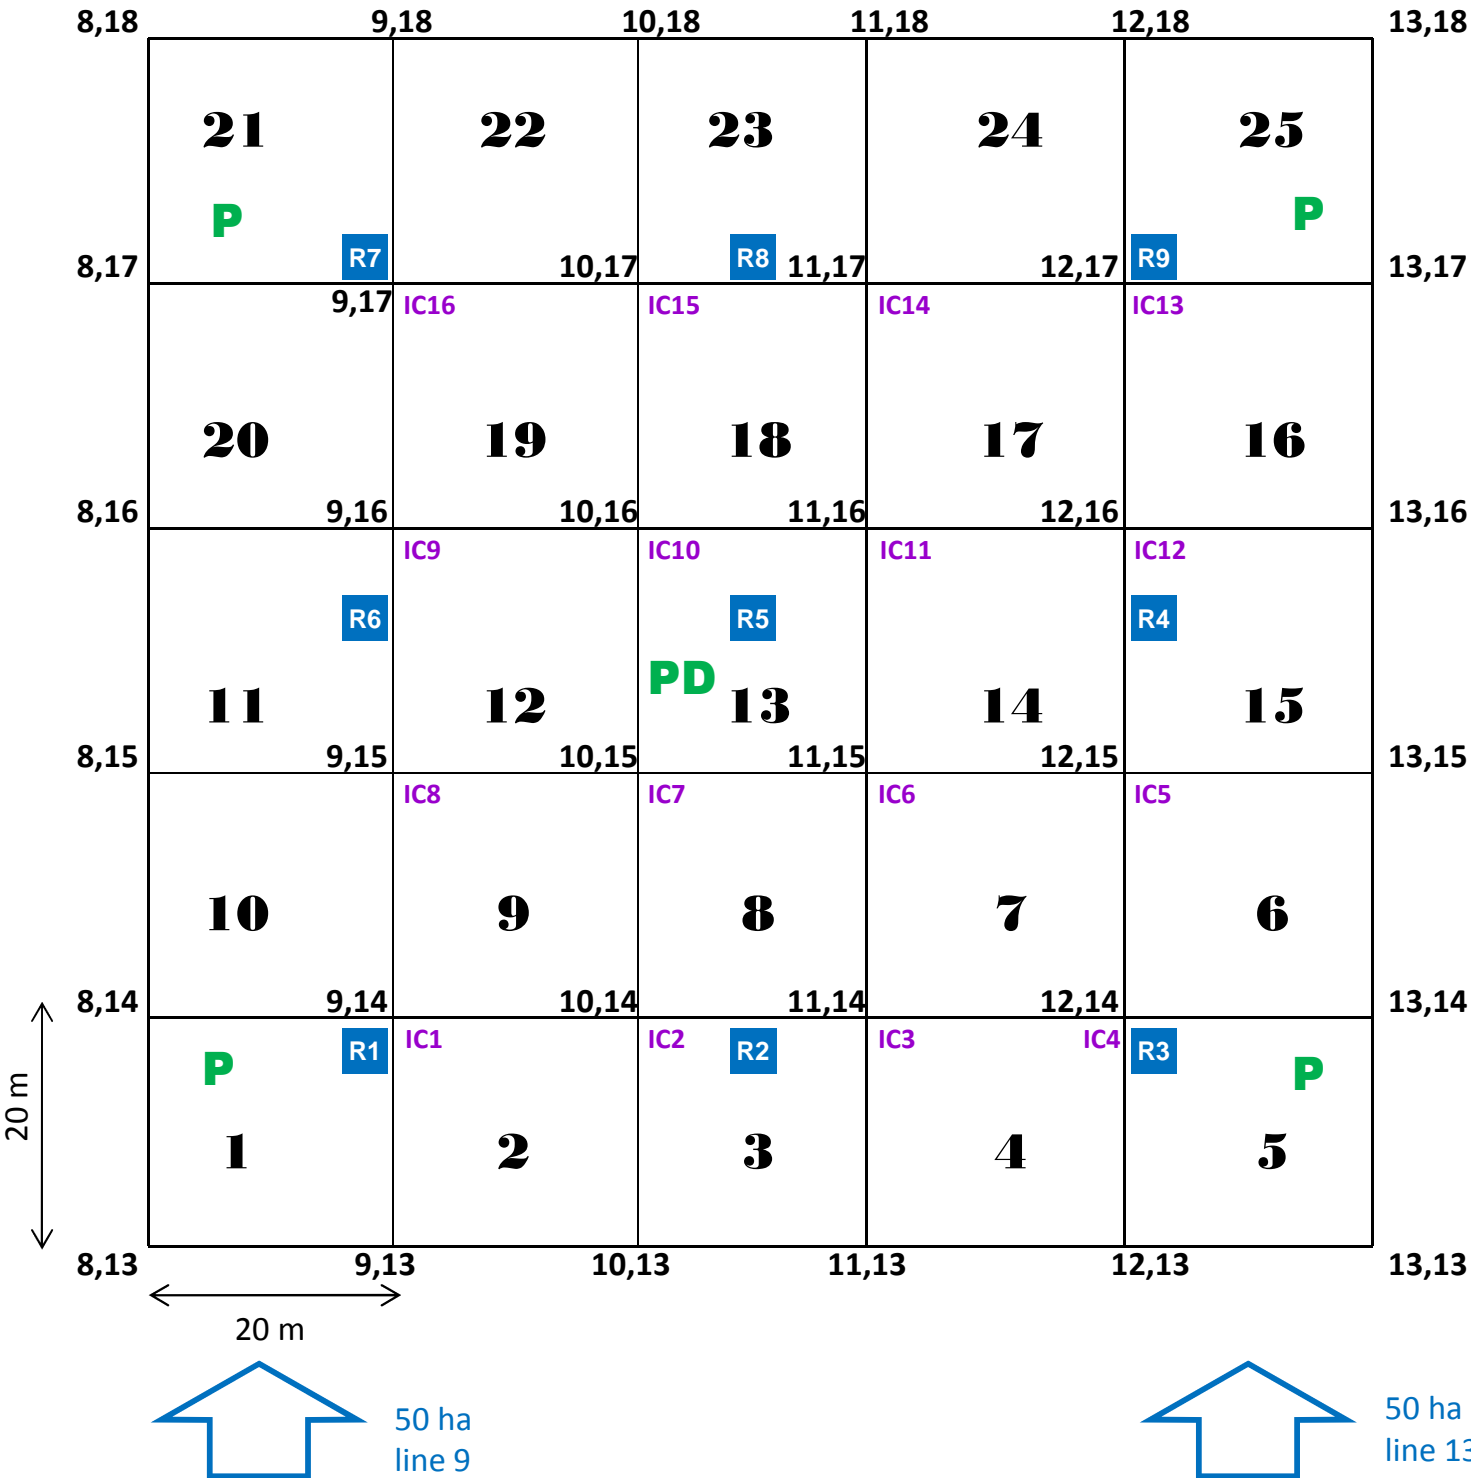 8,18 9,18 10,18 11,18 12,18 13,18
21 22 23 24 25
P P
R7 R8 R9
8,17 10,17 11,17 12,17 13,17
9,17 IC16 IC15 IC14 IC13
20 19 18 17 16
8,16 9,16 10,16 11,16 12,16 13,16
IC9 IC10 IC11 IC12
R6 R5 R4
PD
11 12 13 14 15
8,15 9,15 10,15 11,15 12,15 13,15
IC8 IC7 IC6 IC5
10 9 8 7 6
8,14 9,14 10,14 11,14 12,14 13,14
R1 IC1 IC2 R2 IC3 IC4 R3
P P
20 m
1 2 3 4 5
8,13 9,13 10,13 11,13 12,13 13,13
20 m
50 ha
line 9
50 ha
line 13